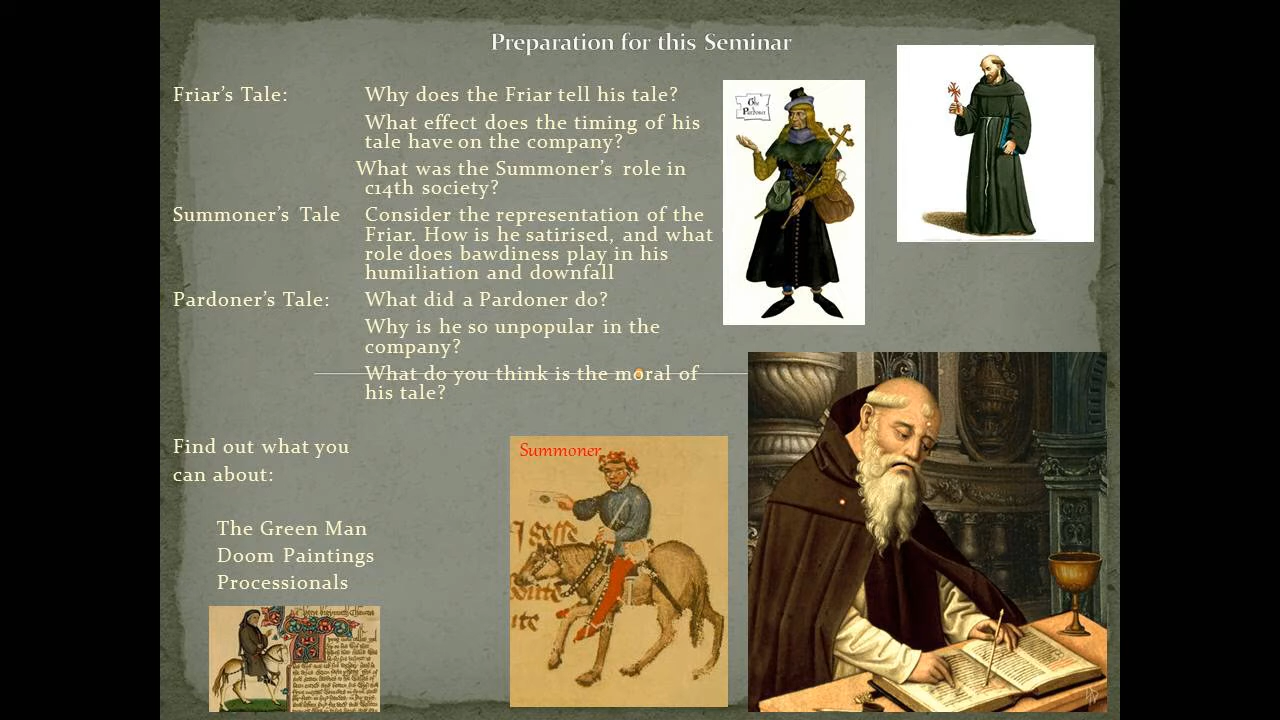 Preparation for this Seminar
Friar's Tale: Why does the Friar tell his tale?
What effect does the timing of his
tale have on the company?
What was the Summoner's role in
c14th society?
Summoner's Tale Consider the representation of the
Friar. How is he satirised, and what
role does bawdiness play in his
humiliation and downfall
Pardoner's Tale: What did a Pardoner do?
Why is he so unpopular in the
company?
What do you think is the moral of
his tale?
Find out what you
can about:
The Green Man
Doom Paintings
Processionals
The
Pardoner
Summoner